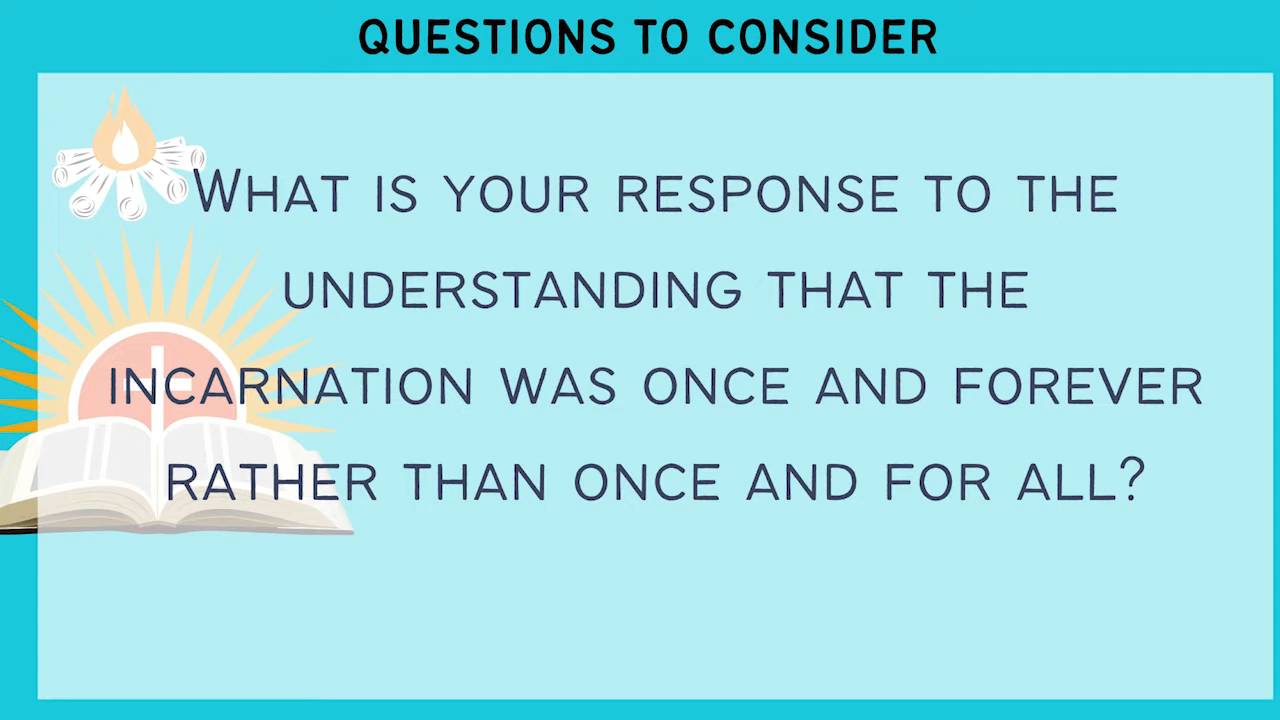 QUESTIONS TO CONSIDER
WHAT IS YOUR RESPONSE TO THE
UNDERSTANDING THAT THE
INCARNATION WAS ONCE AND FOREVER
RATHER THAN ONCE AND FOR ALL?